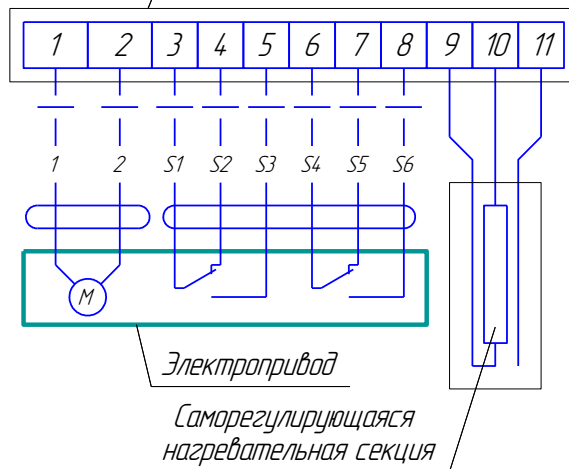 1 2 3 4 5 6 7 8 9 10 11
1 2 S1 S2 S3 S4 S5 S6
М
Электропривод
Саморегулирующаяся
нагревательная секция